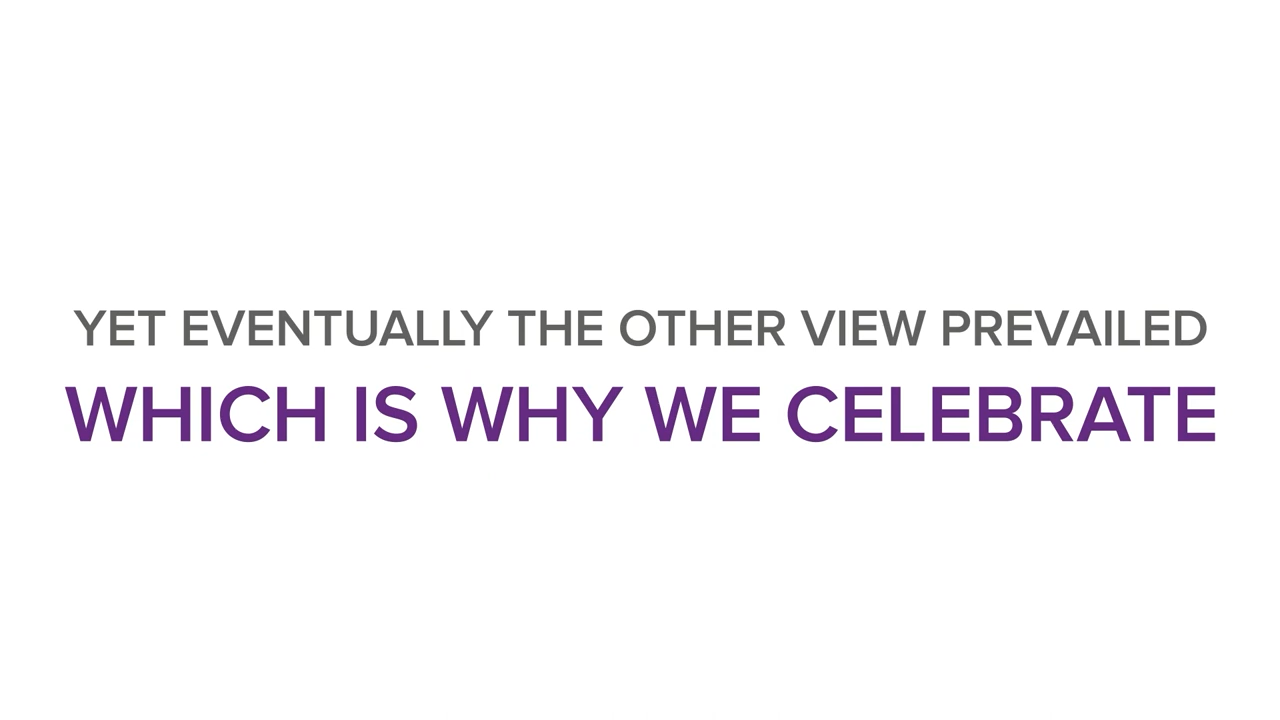 YET EVENTUALLY THE OTHER VIEW PREVAILED
WHICH IS WHY WE CELEBRATE